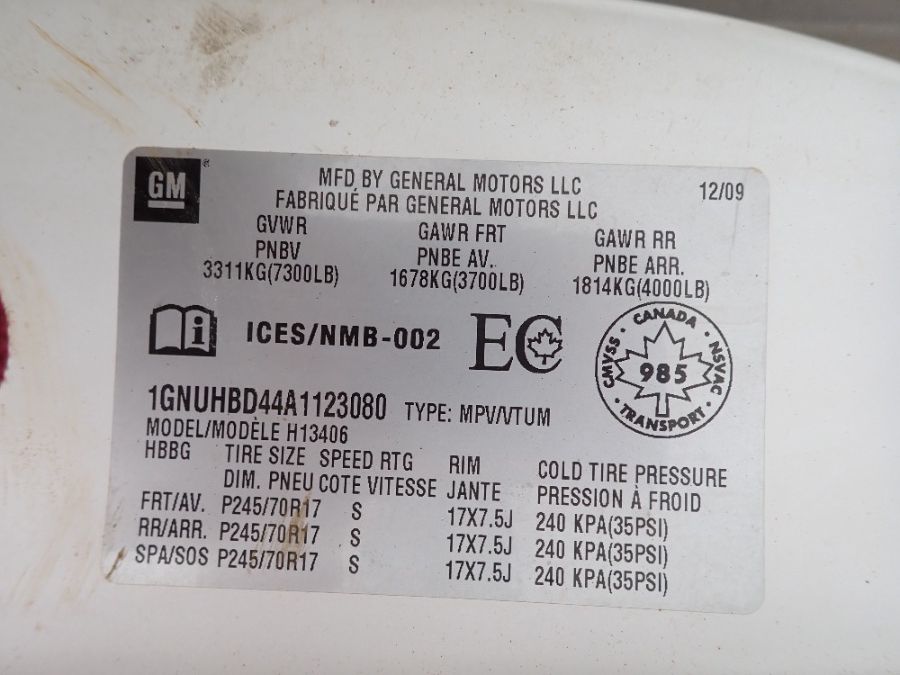 GM ®
MFD BY GENERAL MOTORS LLC 12/09
FABRIQUÉ PAR GENERAL MOTORS LLC
GVWR GAWR FRT GAWR RR
PNBV PNBE AV. PNBE ARR.
3311KG(7300LB) 1678KG(3700LB) 1814KG(4000LB)
i ICES/NMB-002 EC
CANADA
CMVSS • 985 • NSVAC
TRANSPORT
1GNUHBD44A1123080 TYPE: MPV/VTUM
MODEL/MODÈLE H13406
HBBG TIRE SIZE SPEED RTG RIM COLD TIRE PRESSURE
DIM. PNEU COTE VITESSE JANTE PRESSION À FROID
FRT/AV. P245/70R17 S 17X7.5J 240 KPA(35PSI)
RR/ARR. P245/70R17 S 17X7.5J 240 KPA(35PSI)
SPA/SOS P245/70R17 S 17X7.5J 240 KPA(35PSI)